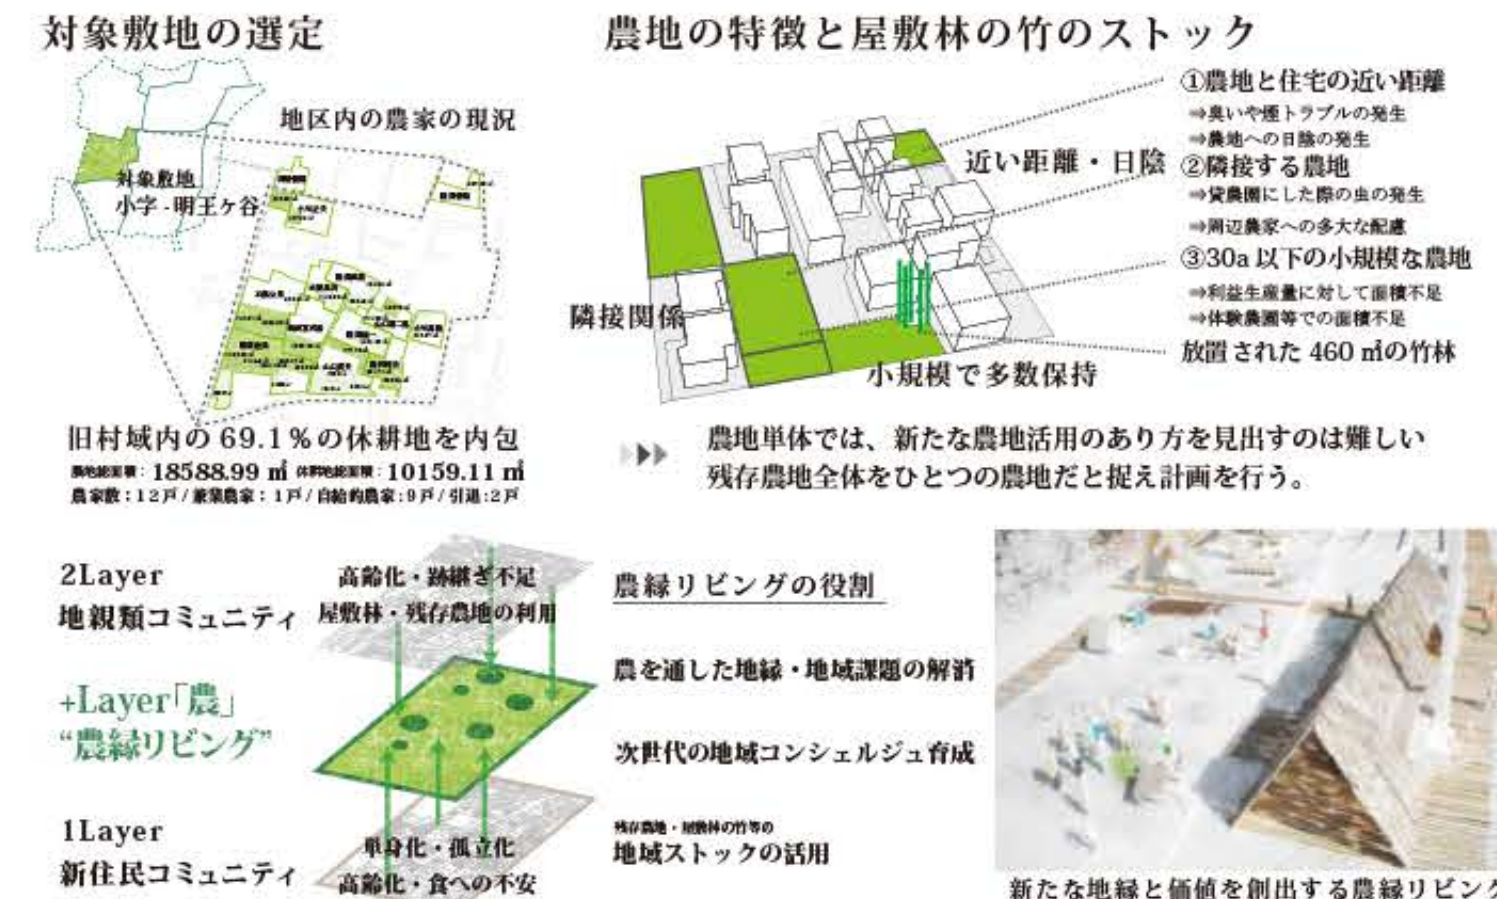 対象敷地の選定
地区内の農家の現況
対象敷地
小字-明王ヶ谷
旧村域内の69.1%の休耕地を内包
農地総面積:18588.99㎡ 休耕地総面積:10159.11㎡
農家数:12戸/兼業農家:1戸/自給的農家:9戸/引退:2戸
農地の特徴と屋敷林の竹のストック
近い距離・日陰
隣接関係
小規模で多数保持
①農地と住宅の近い距離
⇒臭いや煙トラブルの発生
⇒農地への日陰の発生
②隣接する農地
⇒貸農園にした際の虫の発生
⇒周辺農家への多大な配慮
③30a以下の小規模な農地
⇒利益生産量に対して面積不足
⇒体験農園等での面積不足
放置された460㎡の竹林
農地単体では、新たな農地活用のあり方を見出すのは難しい
残存農地全体をひとつの農地だと捉え計画を行う。
2Layer
地親類コミュニティ
高齢化・跡継ぎ不足
屋敷林・残存農地の利用
+Layer「農」
“農縁リビング”
1Layer
新住民コミュニティ
単身化・孤立化
高齢化・食への不安
農縁リビングの役割
農を通した地縁・地域課題の解消
次世代の地域コンシェルジュ育成
残存農地・屋敷林の竹等の
地域ストックの活用
新たな地縁と価値を創出する農縁リビング